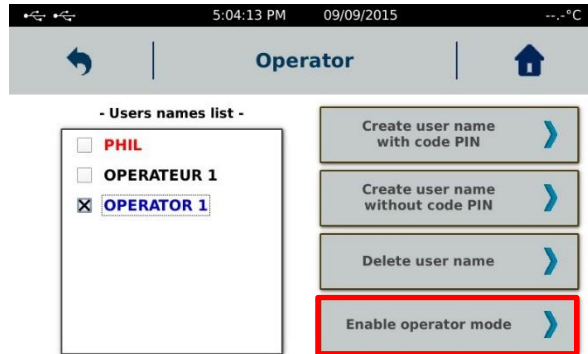 5:04:13 PM 09/09/2015 --.-°C
Operator
- Users names list -
PHIL
OPERATEUR 1
OPERATOR 1
Create user name
with code PIN
Create user name
without code PIN
Delete user name
Enable operator mode